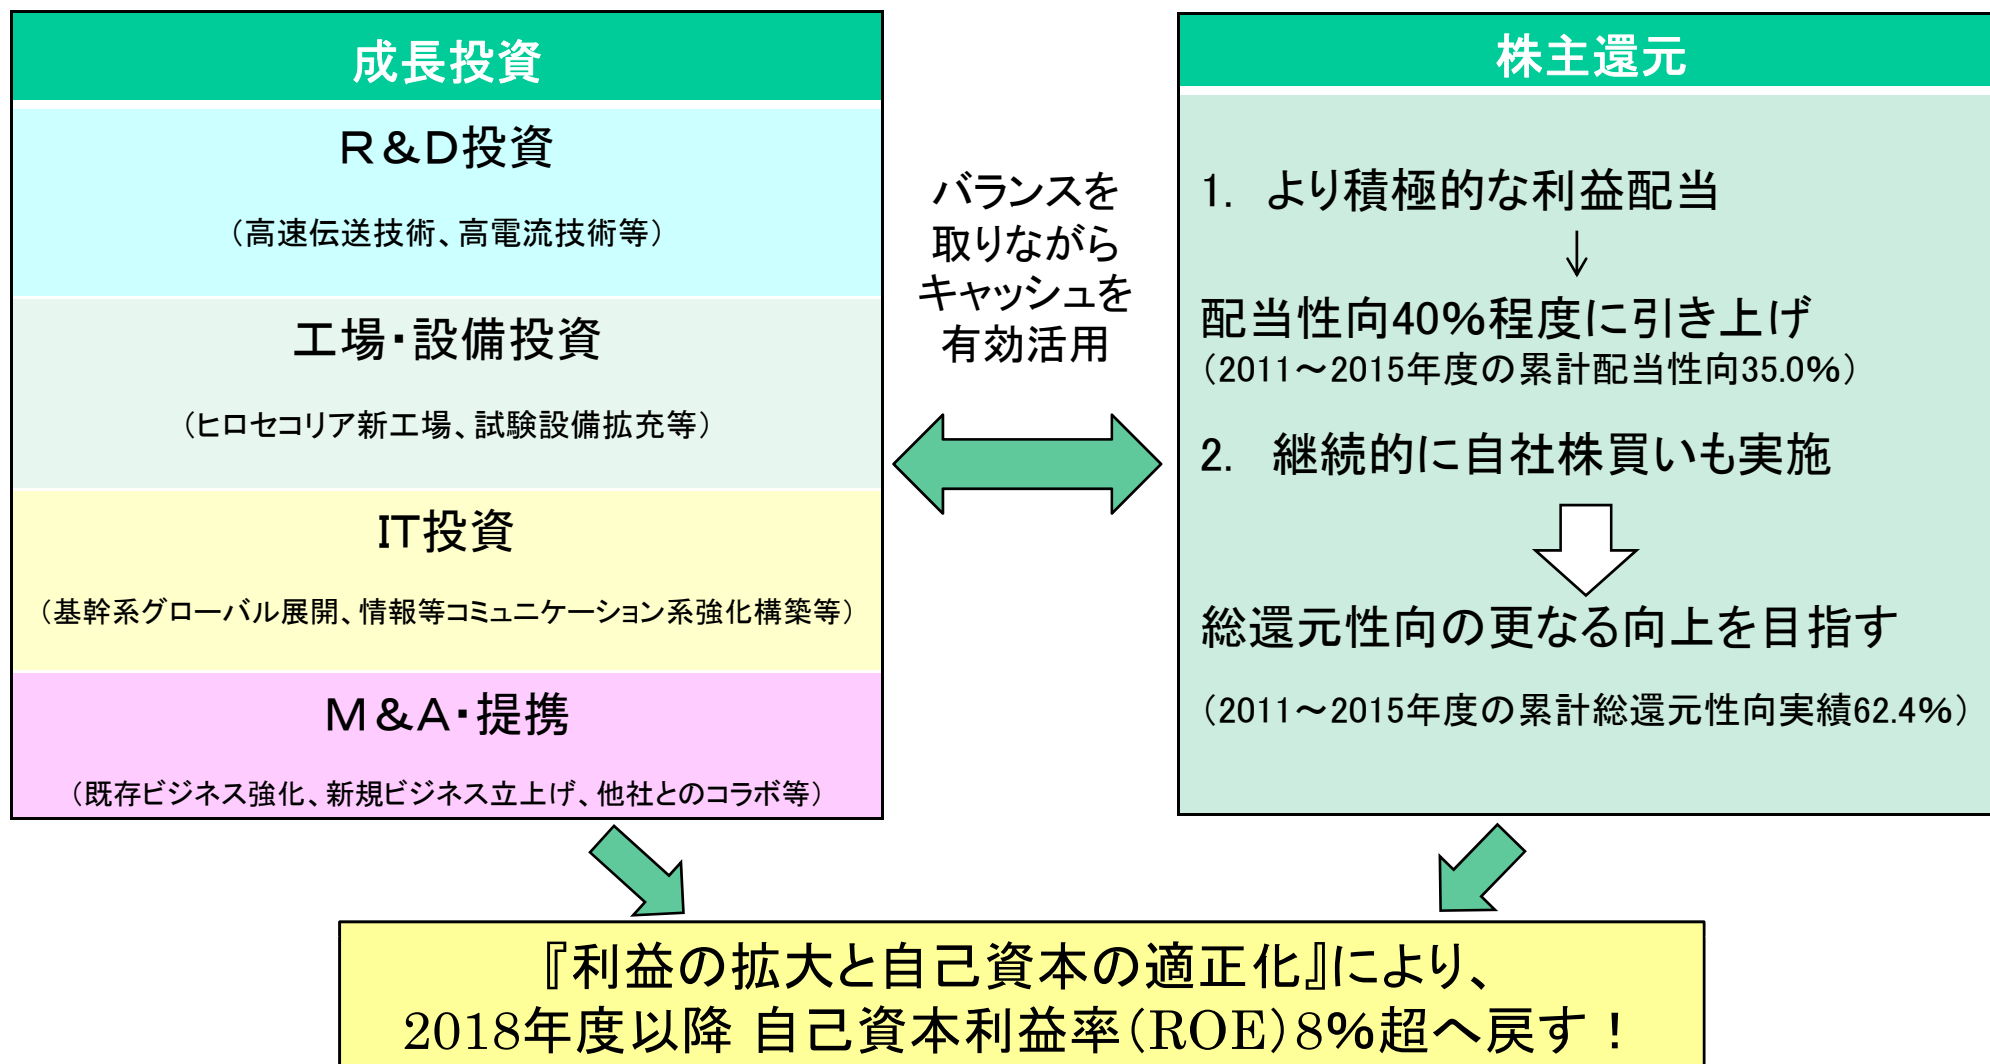 成長投資
R&D投資
（高速伝送技術、高電流技術等）
工場・設備投資
（ヒロセコリア新工場、試験設備拡充等）
IT投資
（基幹系グローバル展開、情報等コミュニケーション系強化構築等）
M&A・提携
（既存ビジネス強化、新規ビジネス立上げ、他社とのコラボ等）
バランスを
取りながら
キャッシュを
有効活用
株主還元
1. より積極的な利益配当
↓
配当性向40%程度に引き上げ
（2011～2015年度の累計配当性向35.0%）
2. 継続的に自社株買いも実施
総還元性向の更なる向上を目指す
（2011～2015年度の累計総還元性向実績62.4%）
『利益の拡大と自己資本の適正化』により、
2018年度以降 自己資本利益率（ROE）8%超へ戻す！